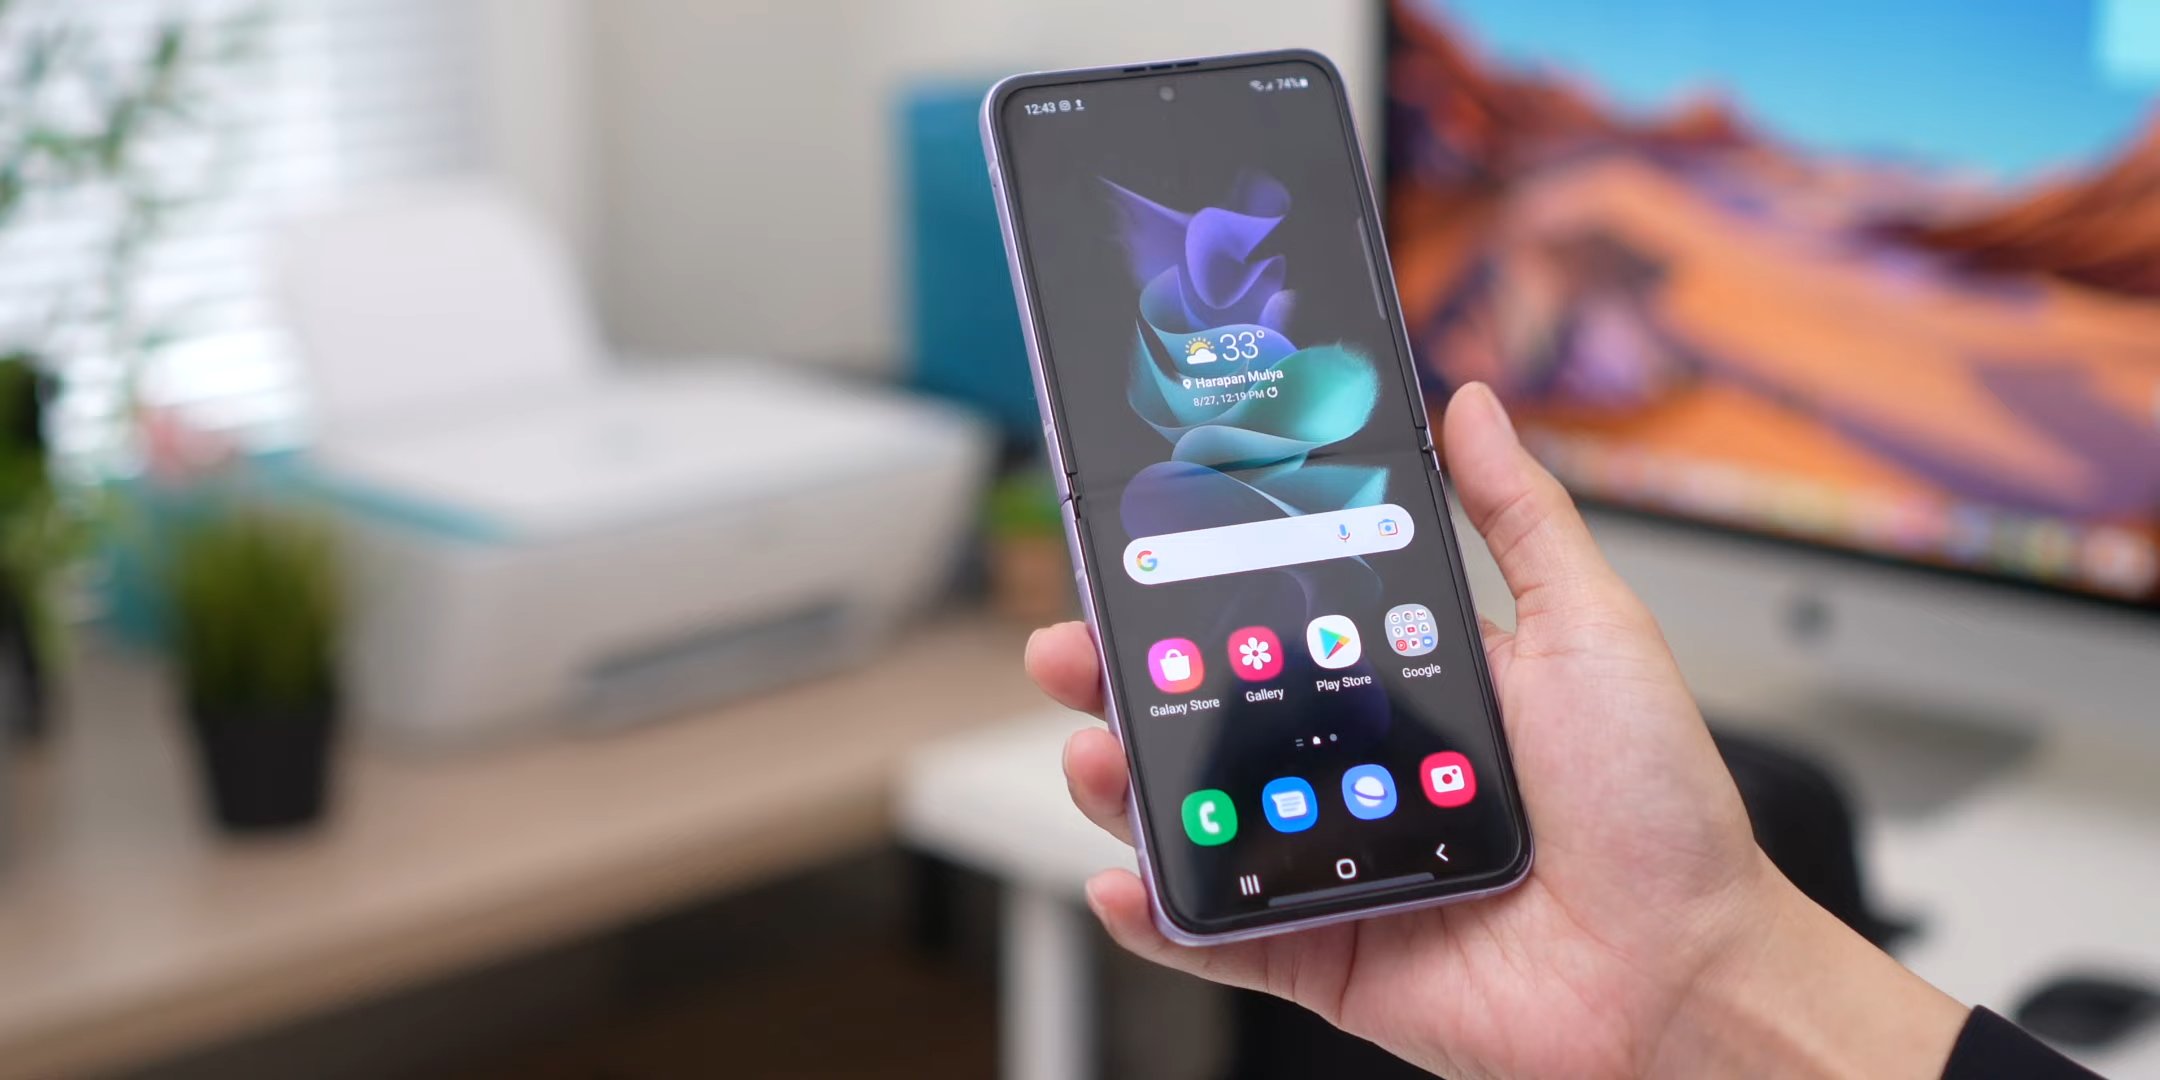 12:43
74%
33°
Harapan Mulya
8/27, 12:19 PM
G
Galaxy Store
Gallery
Play Store
Google